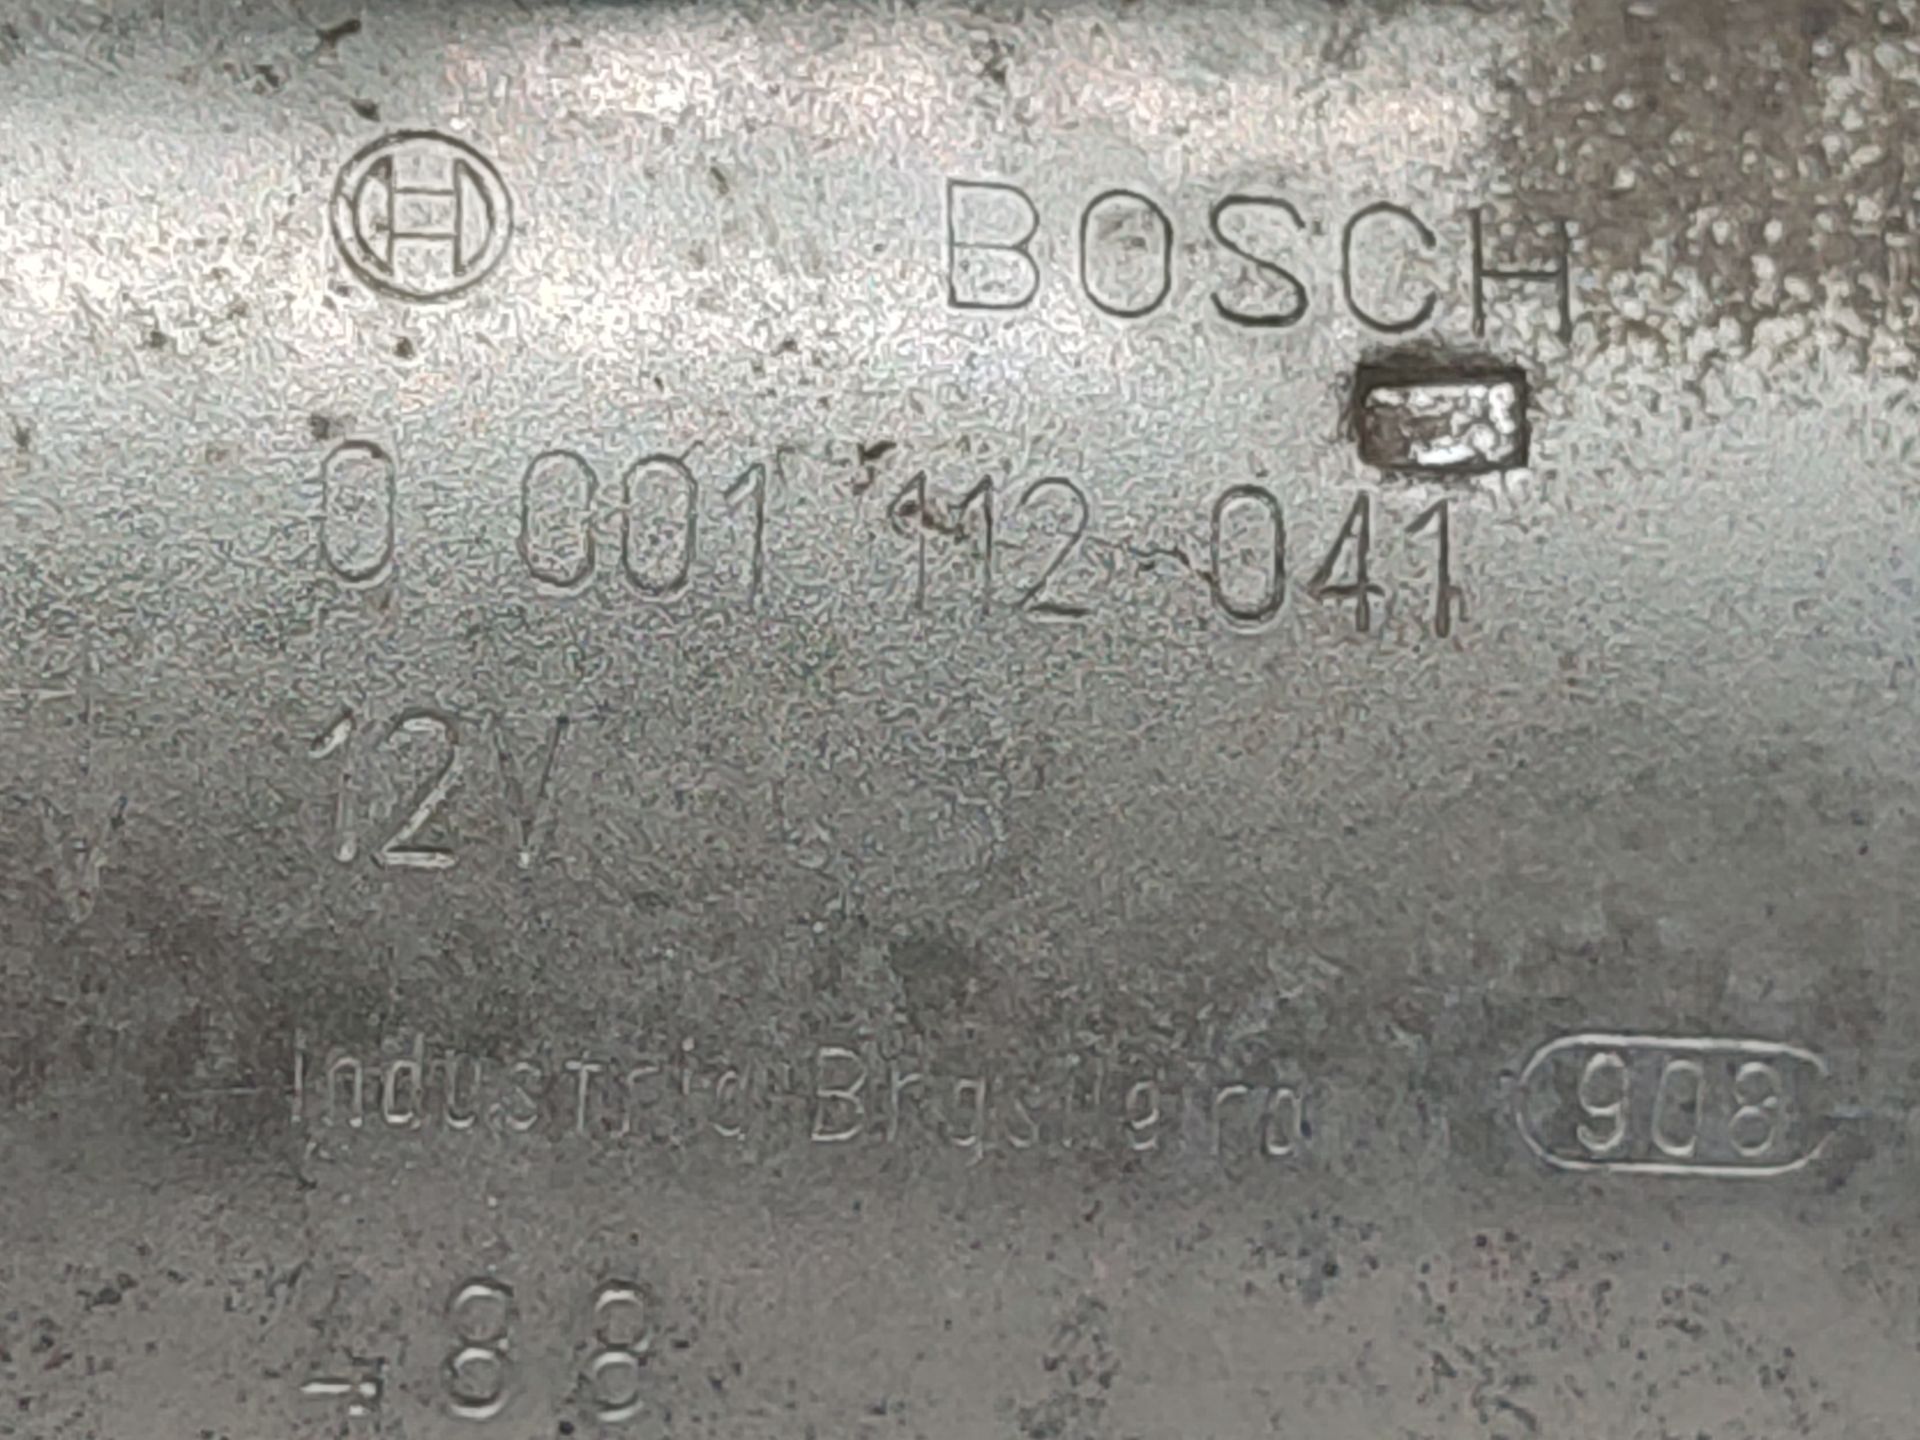 BOSCH
0 001 112 041
12V
Industria Brasileira 908
488